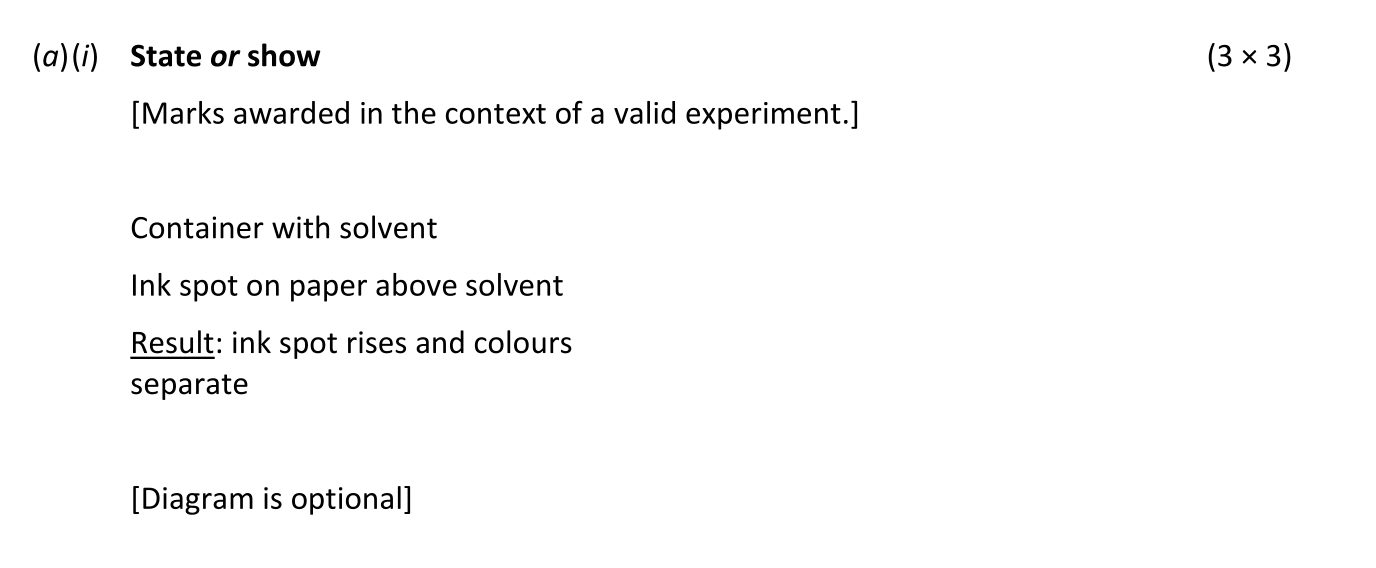 (a)(i) State or show (3 × 3)
[Marks awarded in the context of a valid experiment.]
Container with solvent
Ink spot on paper above solvent
Result: ink spot rises and colours
separate
[Diagram is optional]